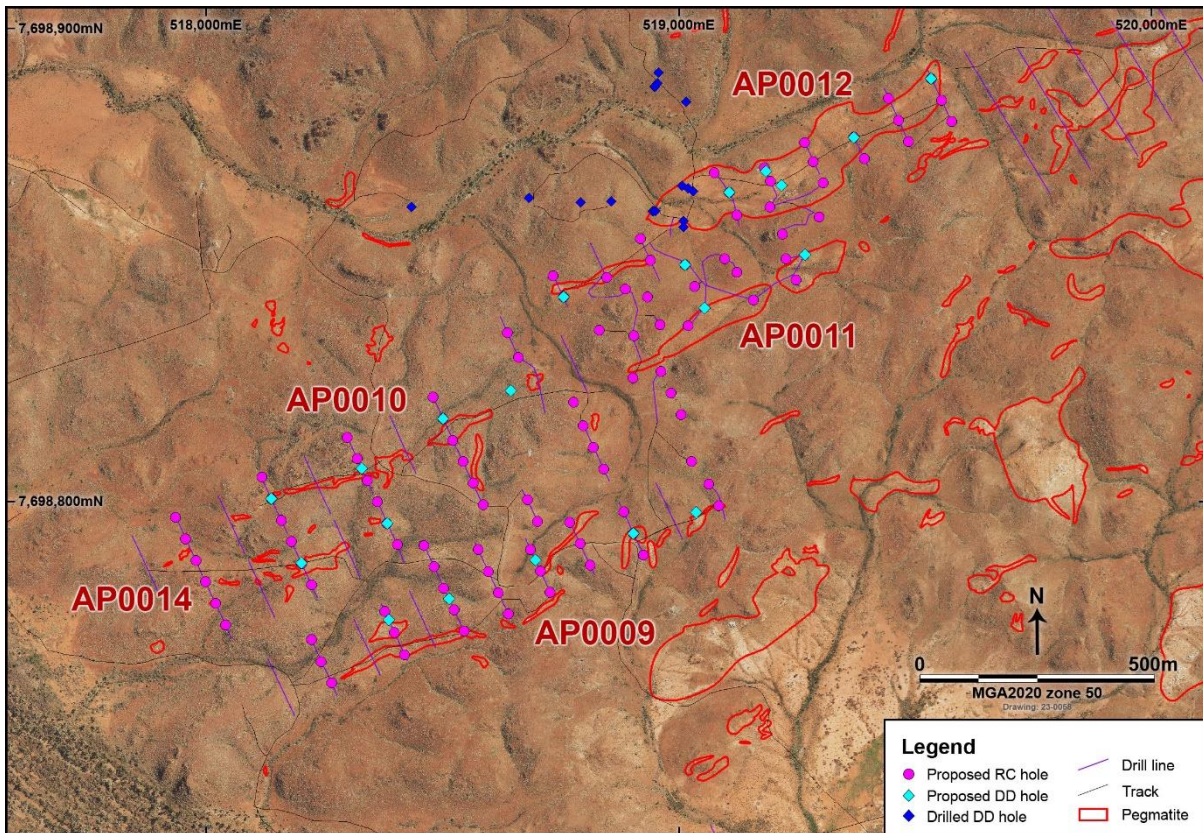 518,000mE
519,000mE
520,000mE
7,698,900mN
AP0012
AP0011
AP0010
7,698,800mN
AP0014
AP0009
N
0
500m
MGA2020 zone 50
Drawing: 23-0058
Legend
Proposed RC hole
Proposed DD hole
Drilled DD hole
Drill line
Track
Pegmatite